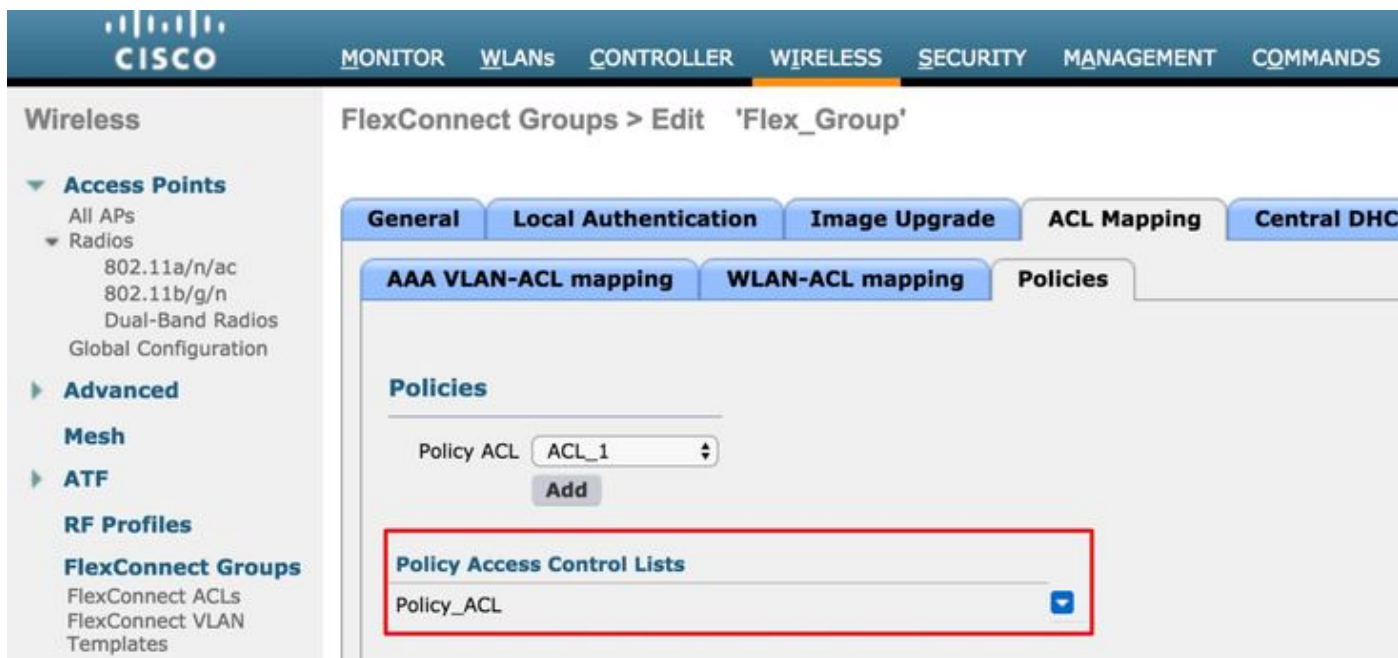 CISCO
MONITOR WLANs CONTROLLER WIRELESS SECURITY MANAGEMENT COMMANDS
Wireless
Access Points
All APs
Radios
802.11a/n/ac
802.11b/g/n
Dual-Band Radios
Global Configuration
Advanced
Mesh
ATF
RF Profiles
FlexConnect Groups
FlexConnect ACLs
FlexConnect VLAN
Templates
FlexConnect Groups > Edit 'Flex_Group'
General Local Authentication Image Upgrade ACL Mapping Central DHC
AAA VLAN-ACL mapping WLAN-ACL mapping Policies
Policies
Policy ACL ACL_1
Add
Policy Access Control Lists
Policy_ACL